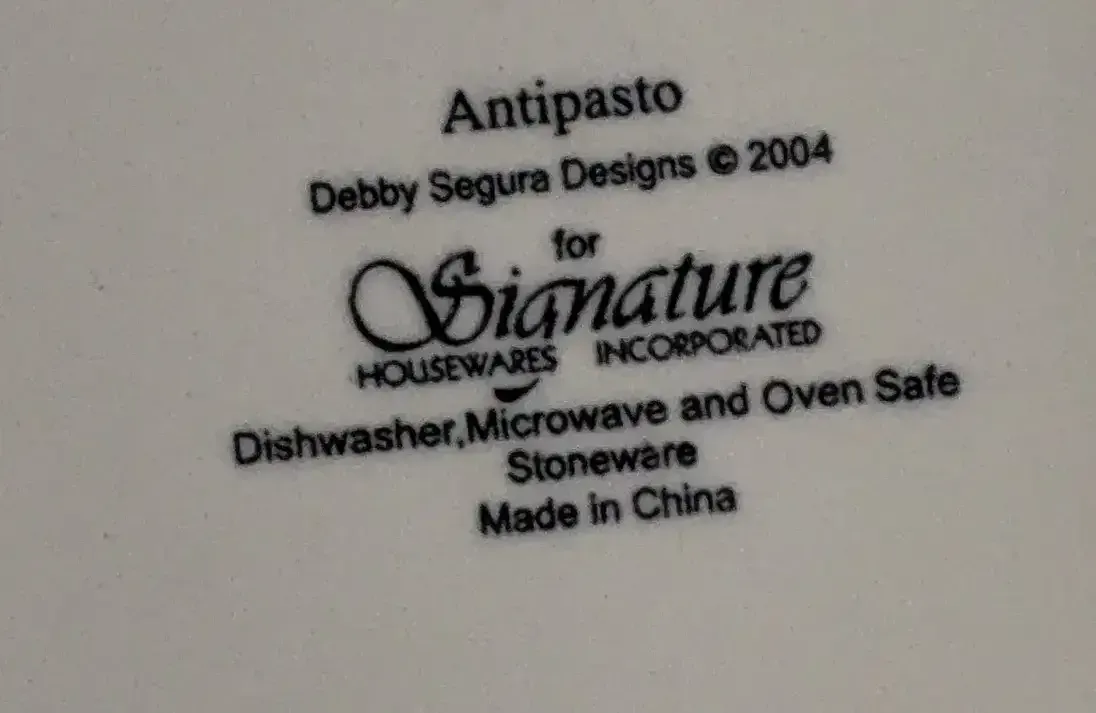 Antipasto
Debby Segura Designs © 2004
for
Signature
HOUSEWARES INCORPORATED
Dishwasher,Microwave and Oven Safe
Stoneware
Made in China